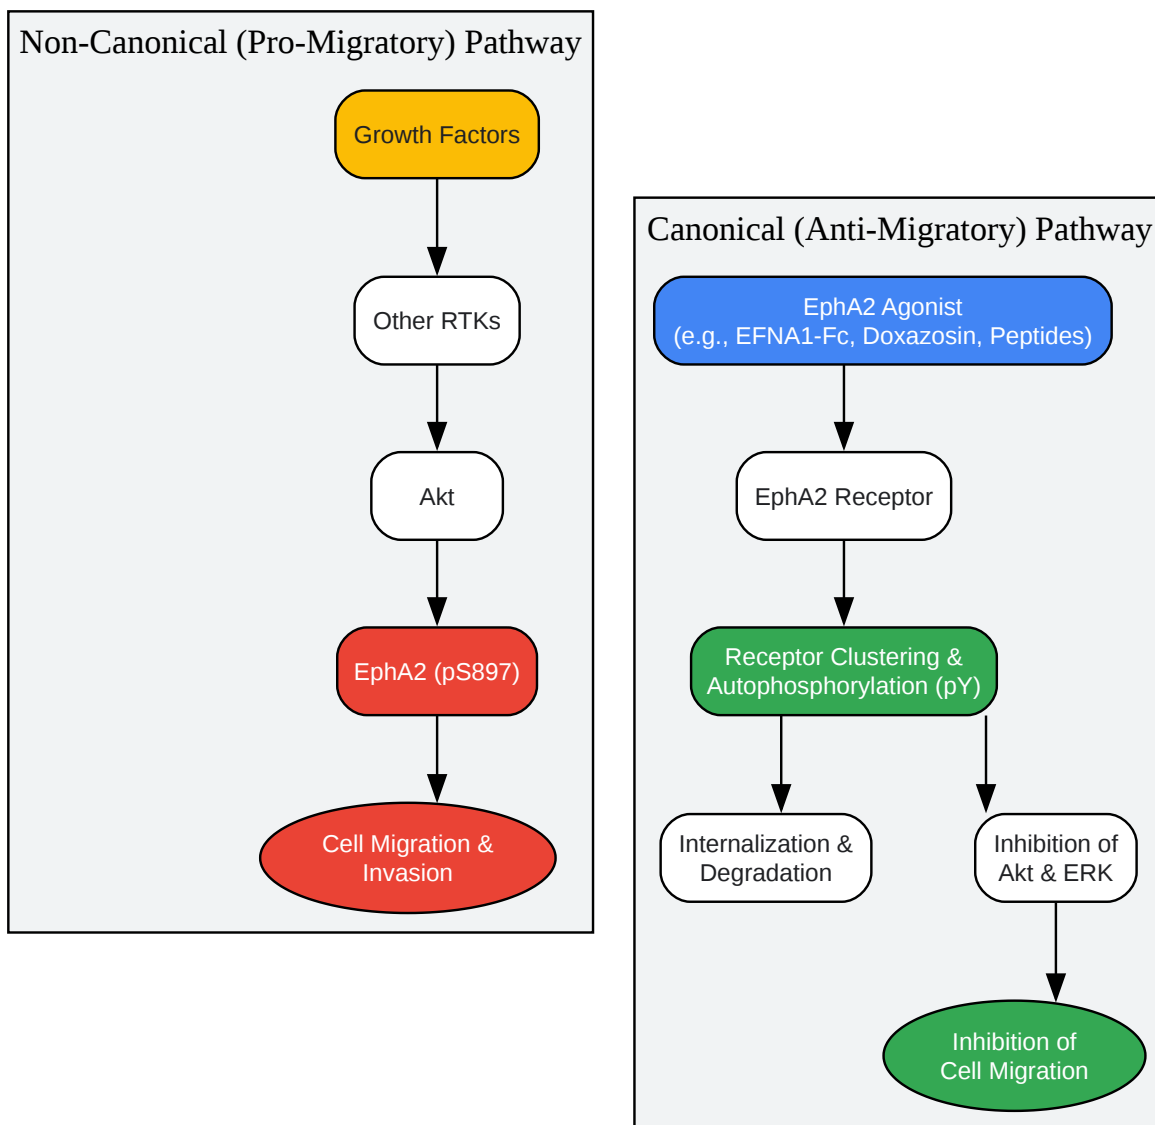 Non-Canonical (Pro-Migratory) Pathway
Growth Factors
Other RTKs
Akt
EphA2 (pS897)
Cell Migration &
Invasion
Canonical (Anti-Migratory) Pathway
EphA2 Agonist
(e.g., EFNA1-Fc, Doxazosin, Peptides)
EphA2 Receptor
Receptor Clustering &
Autophosphorylation (pY)
Internalization &
Degradation
Inhibition of
Akt & ERK
Inhibition of
Cell Migration